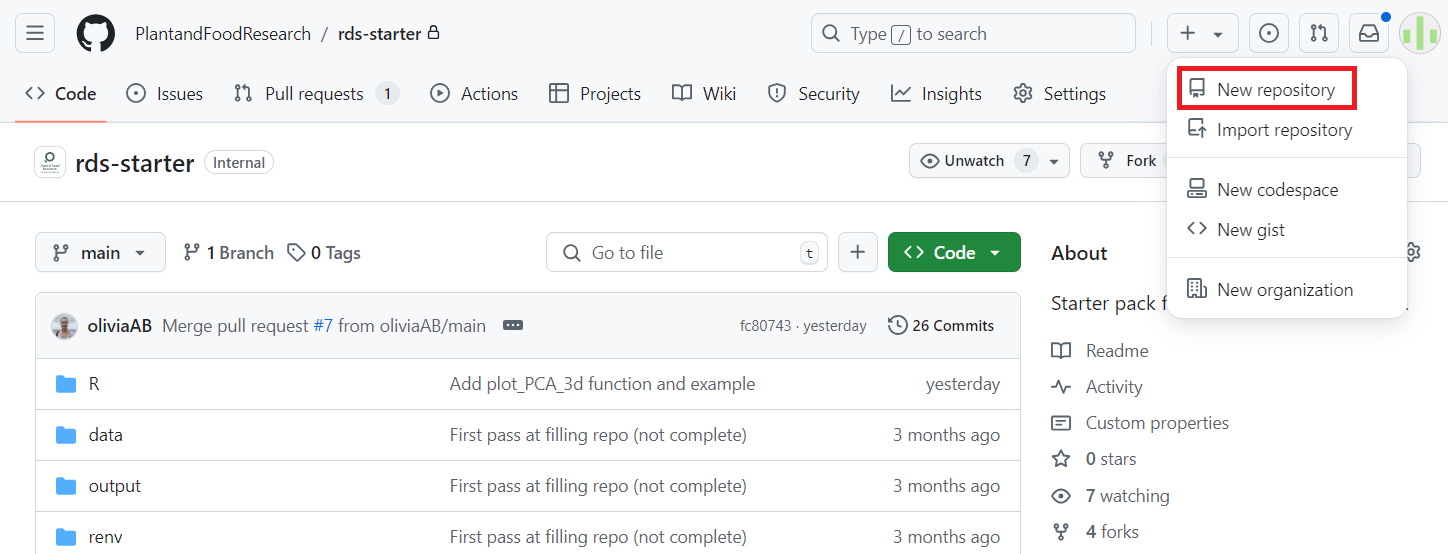 PlantandFoodResearch / rds-starter
Type / to search
Code Issues Pull requests 1 Actions Projects Wiki Security Insights Settings
New repository
Import repository
New codespace
New gist
New organization
rds-starter Internal
Unwatch 7 Fork
main 1 Branch 0 Tags
Go to file t
Code
oliviaAB Merge pull request #7 from oliviaAB/main fc80743 · yesterday 26 Commits
R Add plot_PCA_3d function and example yesterday
data First pass at filling repo (not complete) 3 months ago
output First pass at filling repo (not complete) 3 months ago
renv First pass at filling repo (not complete) 3 months ago
About
Starter pack
Readme
Activity
Custom properties
0 stars
7 watching
4 forks